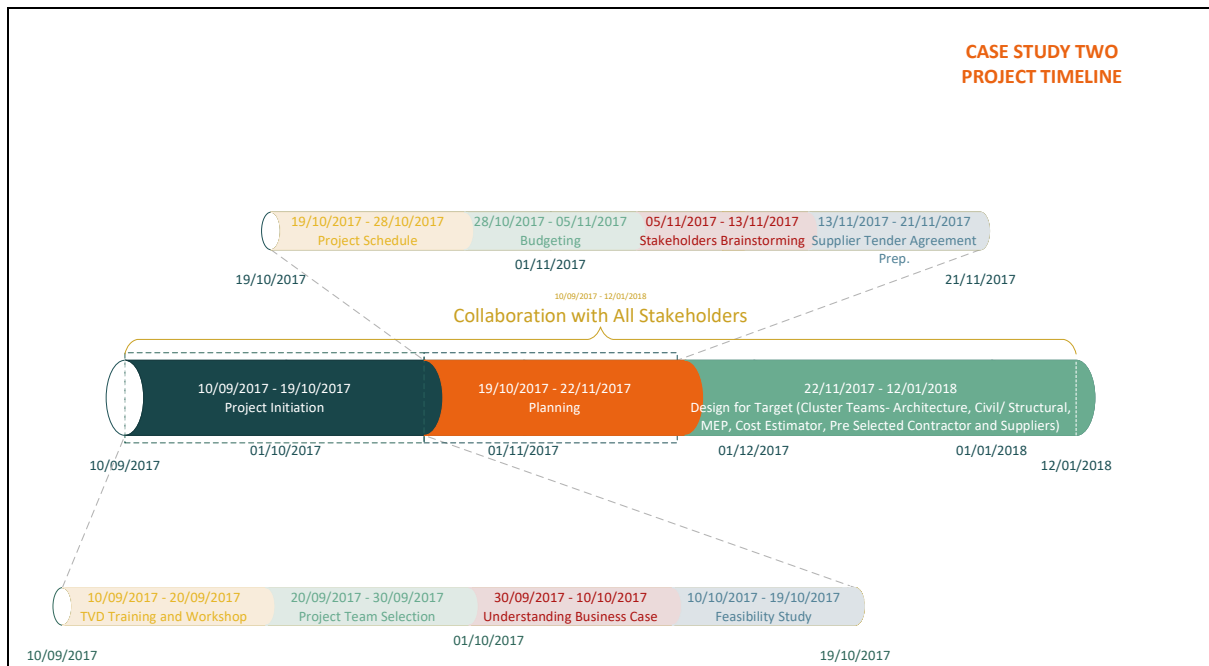 CASE STUDY TWO
PROJECT TIMELINE
19/10/2017 - 28/10/2017
Project Schedule
28/10/2017 - 05/11/2017
Budgeting
05/11/2017 - 13/11/2017
Stakeholders Brainstorming
13/11/2017 - 21/11/2017
Supplier Tender Agreement
Prep.
19/10/2017
01/11/2017
21/11/2017
10/09/2017 - 12/01/2018
Collaboration with All Stakeholders
10/09/2017 - 19/10/2017
Project Initiation
19/10/2017 - 22/11/2017
Planning
22/11/2017 - 12/01/2018
Design for Target (Cluster Teams- Architecture, Civil/ Structural,
MEP, Cost Estimator, Pre Selected Contractor and Suppliers)
10/09/2017
01/10/2017
01/11/2017
01/12/2017
01/01/2018
12/01/2018
10/09/2017 - 20/09/2017
TVD Training and Workshop
20/09/2017 - 30/09/2017
Project Team Selection
30/09/2017 - 10/10/2017
Understanding Business Case
10/10/2017 - 19/10/2017
Feasibility Study
10/09/2017
01/10/2017
19/10/2017